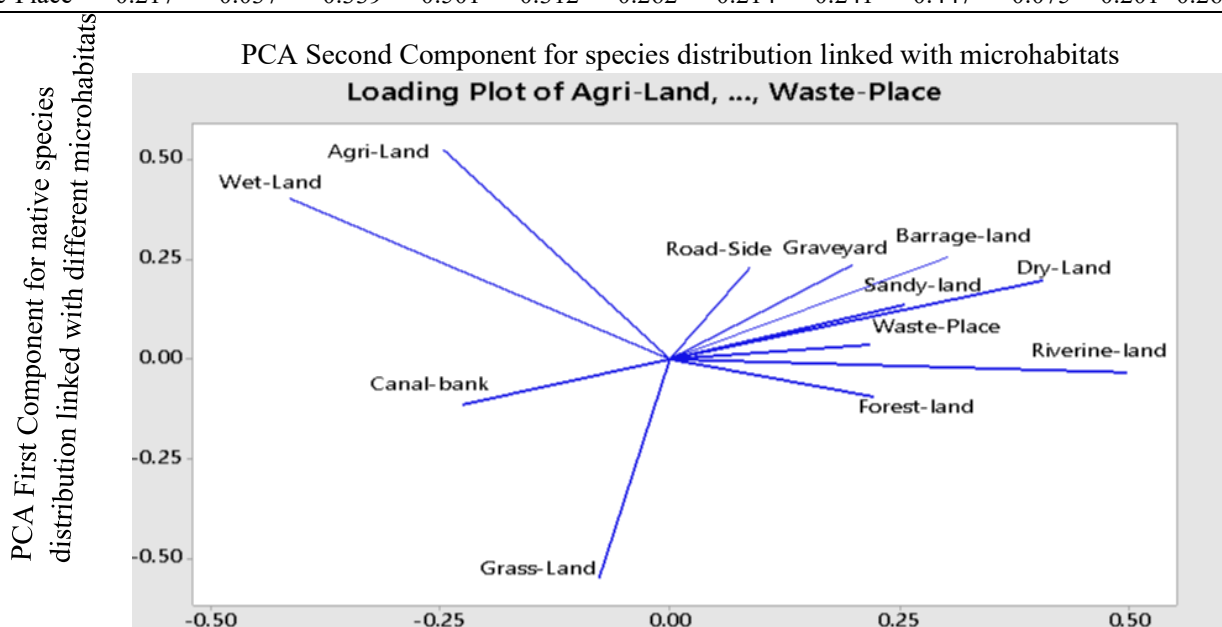 PCA Second Component for species distribution linked with microhabitats
PCA First Component for native species
distribution linked with different microhabitats
Loading Plot of Agri-Land, ..., Waste-Place
0.50
0.25
0.00
-0.25
-0.50
Agri-Land
Wet-Land
Road-Side
Graveyard
Barrage-land
Dry-Land
Sandy-land
Waste-Place
Riverine-land
Canal-bank
Forest-land
Grass-Land
-0.50
-0.25
0.00
0.25
0.50